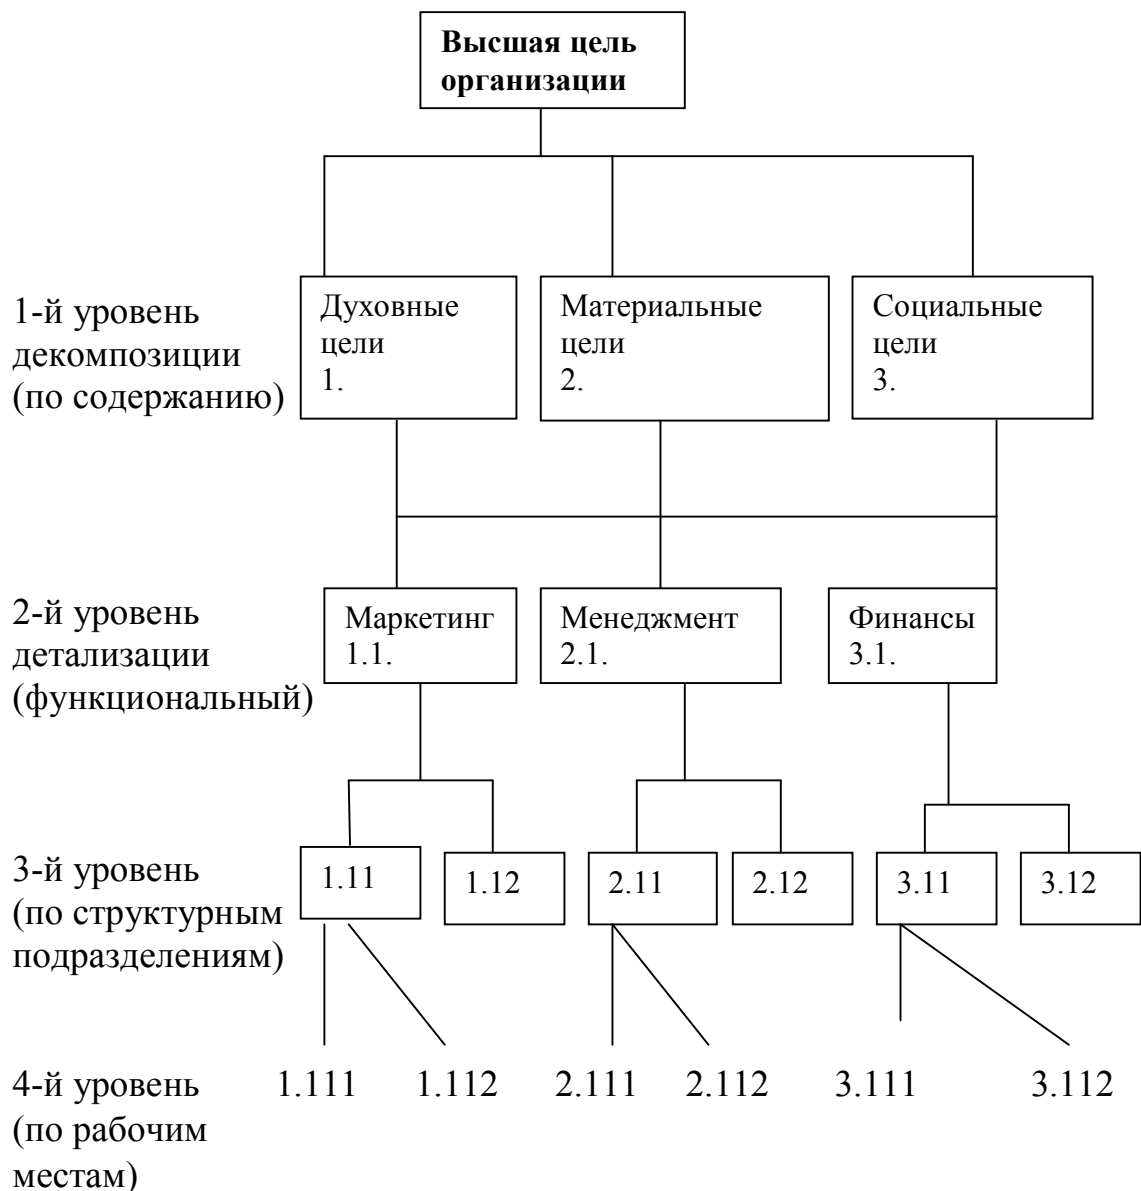 Высшая цель
организации
1-й уровень
декомпозиции
(по содержанию)
Духовные
цели
1.
Материальные
цели
2.
Социальные
цели
3.
2-й уровень
детализации
(функциональный)
Маркетинг
1.1.
Менеджмент
2.1.
Финансы
3.1.
3-й уровень
(по структурным
подразделениям)
1.11
1.12
2.11
2.12
3.11
3.12
4-й уровень
(по рабочим
местам)
1.111
1.112
2.111
2.112
3.111
3.112